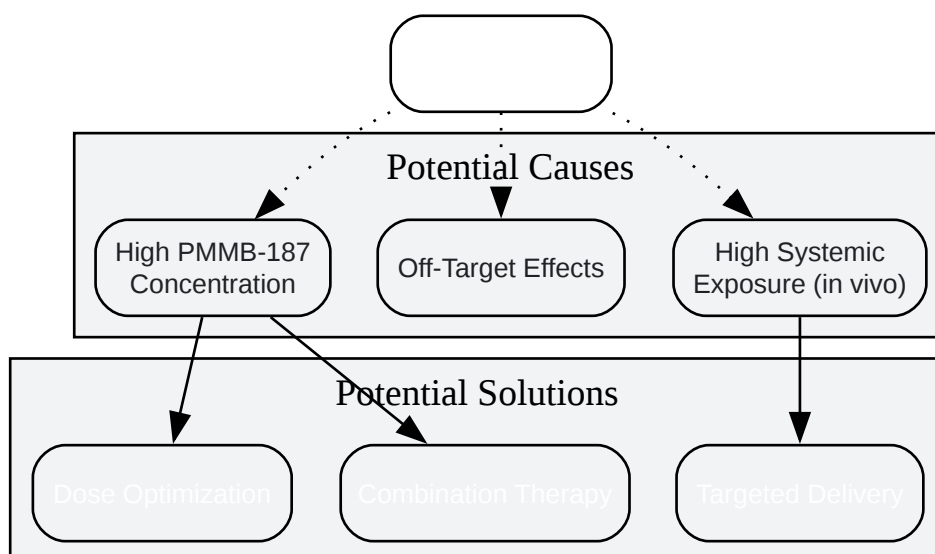 Potential Causes
High PMMB-187
Concentration
Off-Target Effects
High Systemic
Exposure (in vivo)
Potential Solutions
Dose Optimization
Combination Therapy
Targeted Delivery